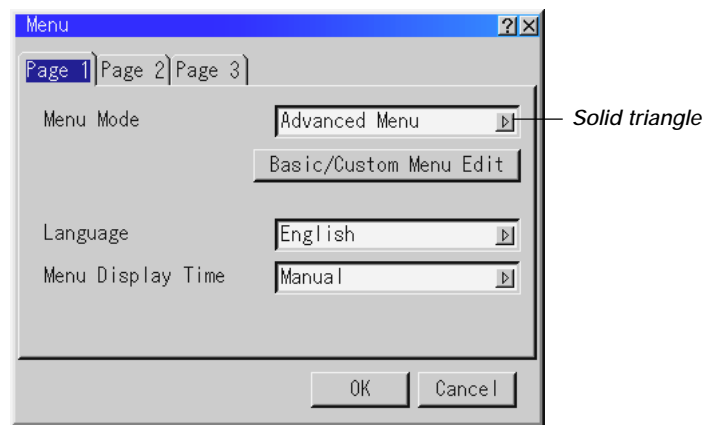 Menu
Page 1 Page 2 Page 3
Menu Mode Advanced Menu Solid triangle
Basic/Custom Menu Edit
Language English
Menu Display Time Manual
OK Cancel